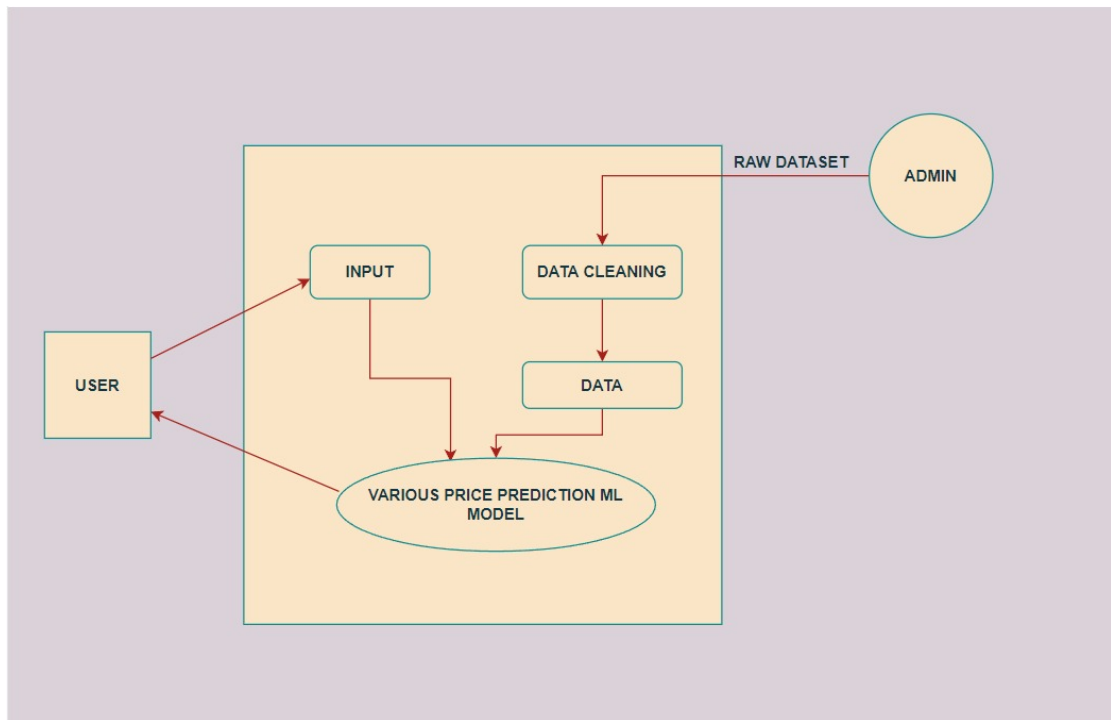 RAW DATASET
ADMIN
INPUT
DATA CLEANING
USER
DATA
VARIOUS PRICE PREDICTION ML
MODEL